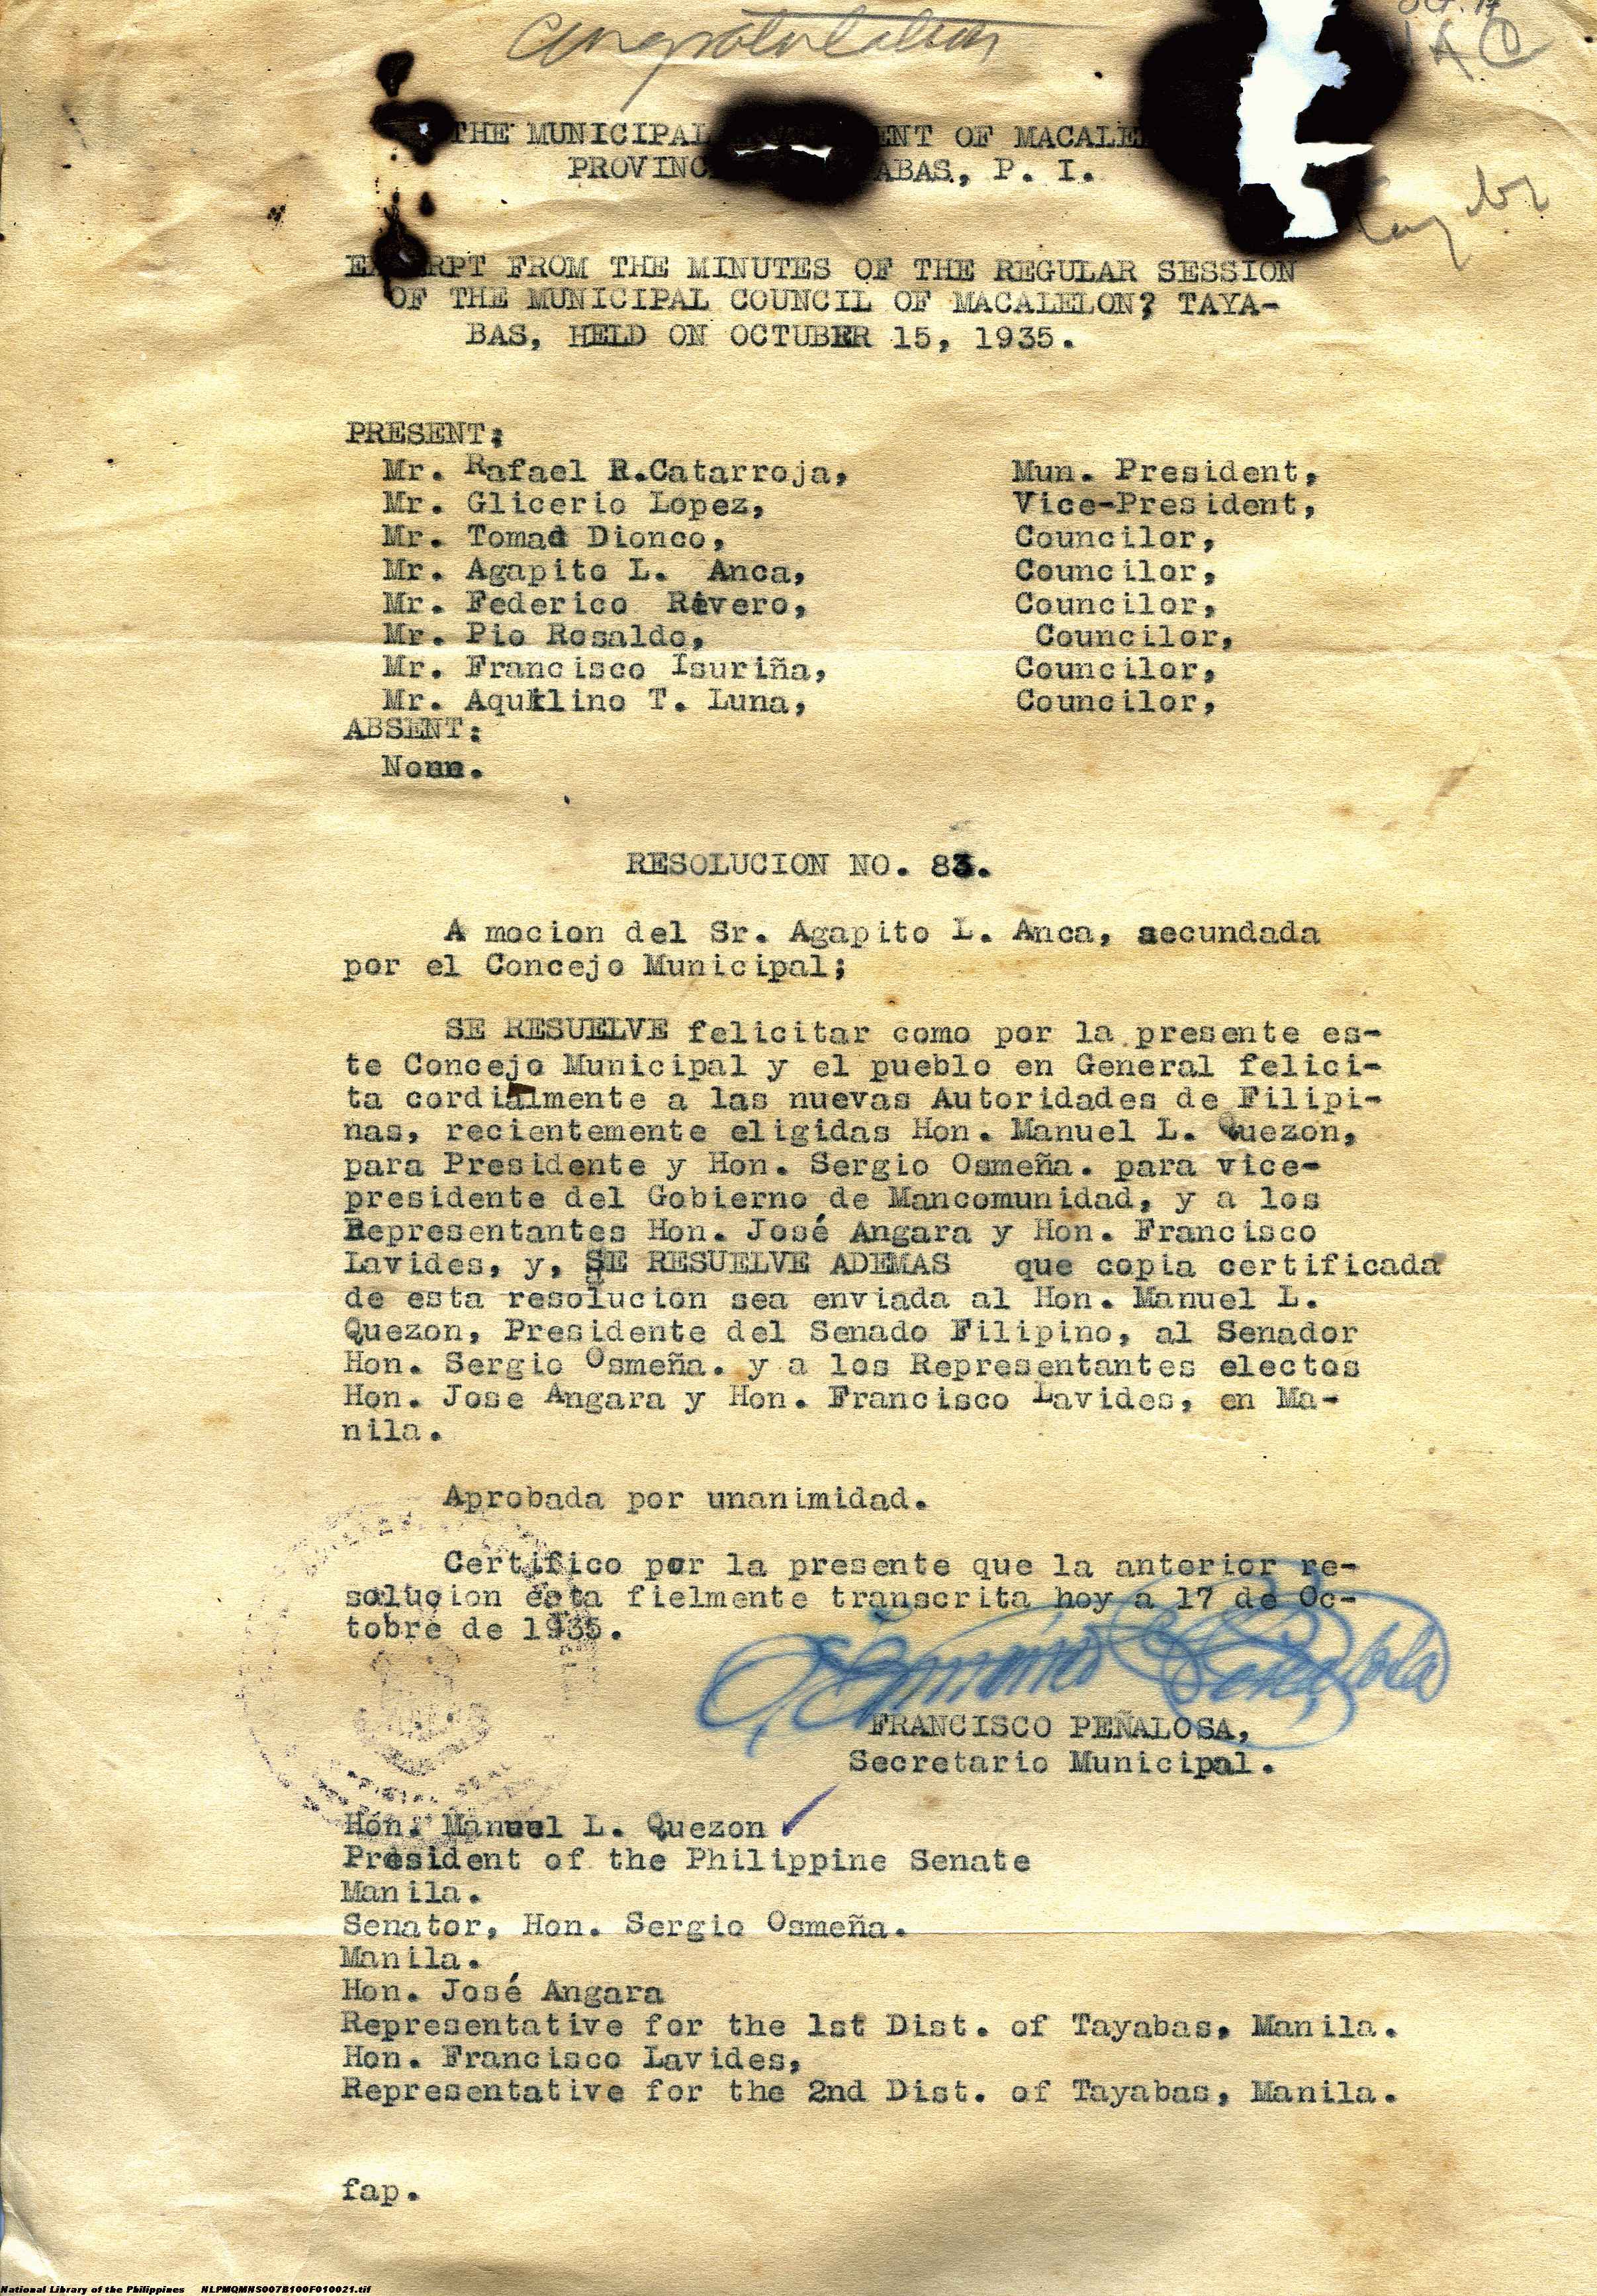 Congratulations
THE MUNICIPAL ENT OF MACALE
PROVINC ABAS, P. I.
EXCERPT FROM THE MINUTES OF THE REGULAR SESSION
OF THE MUNICIPAL COUNCIL OF MACALELON? TAYA-
BAS, HELD ON OCTUBER 15, 1935.
PRESENT:
Mr. Rafael R.Catarroja, Mun. President,
Mr. Glicerio Lopez, Vice-President,
Mr. Tomad Dionco, Councilor,
Mr. Agapito L. Anca, Councilor,
Mr. Federico Rivero, Councilor,
Mr. Pio Rosaldo, Councilor,
Mr. Francisco Isuriña, Councilor,
Mr. Aquilino T. Luna, Councilor,
ABSENT:
None.
RESOLUCION NO. 83.
A mocion del Sr. Agapito L. Anca, secundada
por el Concejo Municipal;
SE RESUELVE felicitar como por la presente es-
te Concejo Municipal y el pueblo en General felici-
ta cordialmente a las nuevas Autoridades de Filipi-
nas, recientemente eligidas Hon. Manuel L. Quezon,
para Presidente y Hon. Sergio Osmeña. para vice-
presidente del Gobierno de Mancomunidad, y a los
Representantes Hon. José Angara y Hon. Francisco
Lavides, y, SE RESUELVE ADEMAS que copia certificada
de esta resolucion sea enviada al Hon. Manuel L.
Quezon, Presidente del Senado Filipino, al Senador
Hon. Sergio Osmeña. y a los Representantes electos
Hon. Jose Angara y Hon. Francisco Lavides, en Ma-
nila.
Aprobada por unanimidad.
Certifico por la presente que la anterior re-
solucion esta fielmente transcrita hoy a 17 de Oc-
tobre de 1935.
FRANCISCO PEÑALOSA,
Secretario Municipal.
Hon. Manuel L. Quezon
President of the Philippine Senate
Manila.
Senator, Hon. Sergio Osmeña.
Manila.
Hon. José Angara
Representative for the 1st Dist. of Tayabas, Manila.
Hon. Francisco Lavides,
Representative for the 2nd Dist. of Tayabas, Manila.
fap.
National Library of the Philippines NLPMQMNS007B100F010021.tif